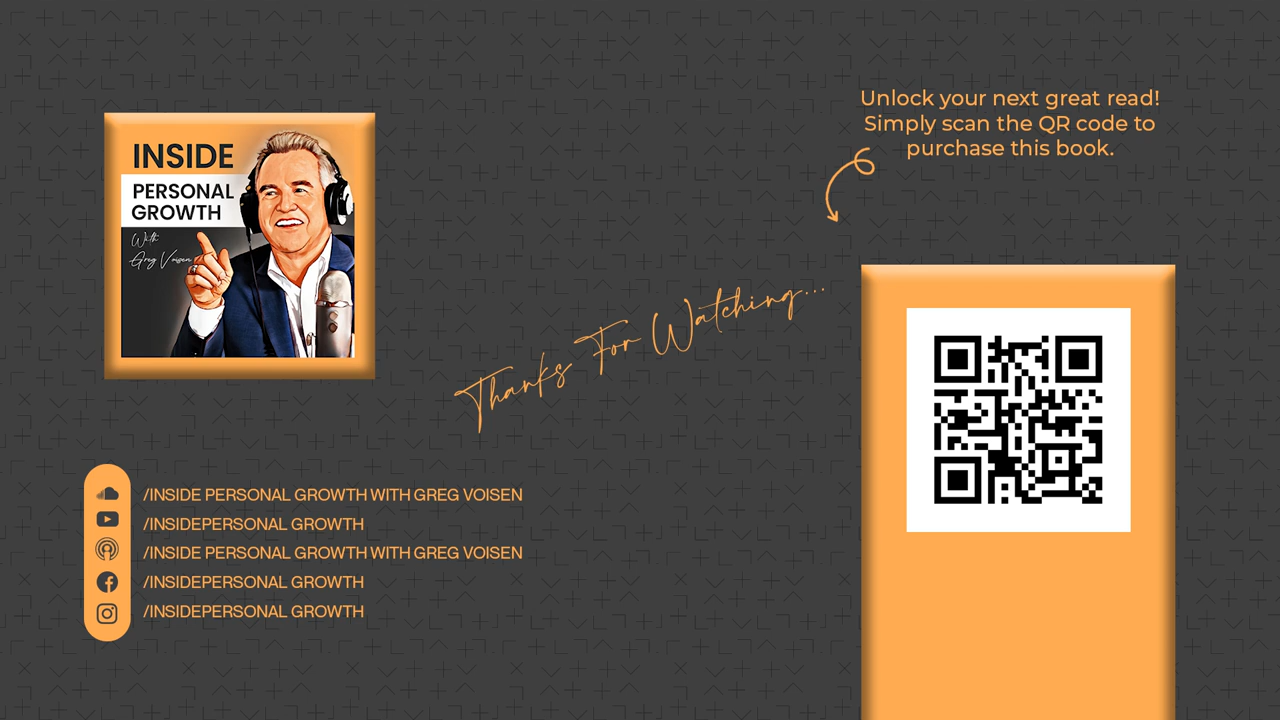 INSIDE
PERSONAL
GROWTH
With
Greg Voisen
Unlock your next great read!
Simply scan the QR code to
purchase this book.
Thanks For Watching...
/INSIDE PERSONAL GROWTH WITH GREG VOISEN
/INSIDEPERSONAL GROWTH
/INSIDE PERSONAL GROWTH WITH GREG VOISEN
/INSIDEPERSONAL GROWTH
/INSIDEPERSONAL GROWTH